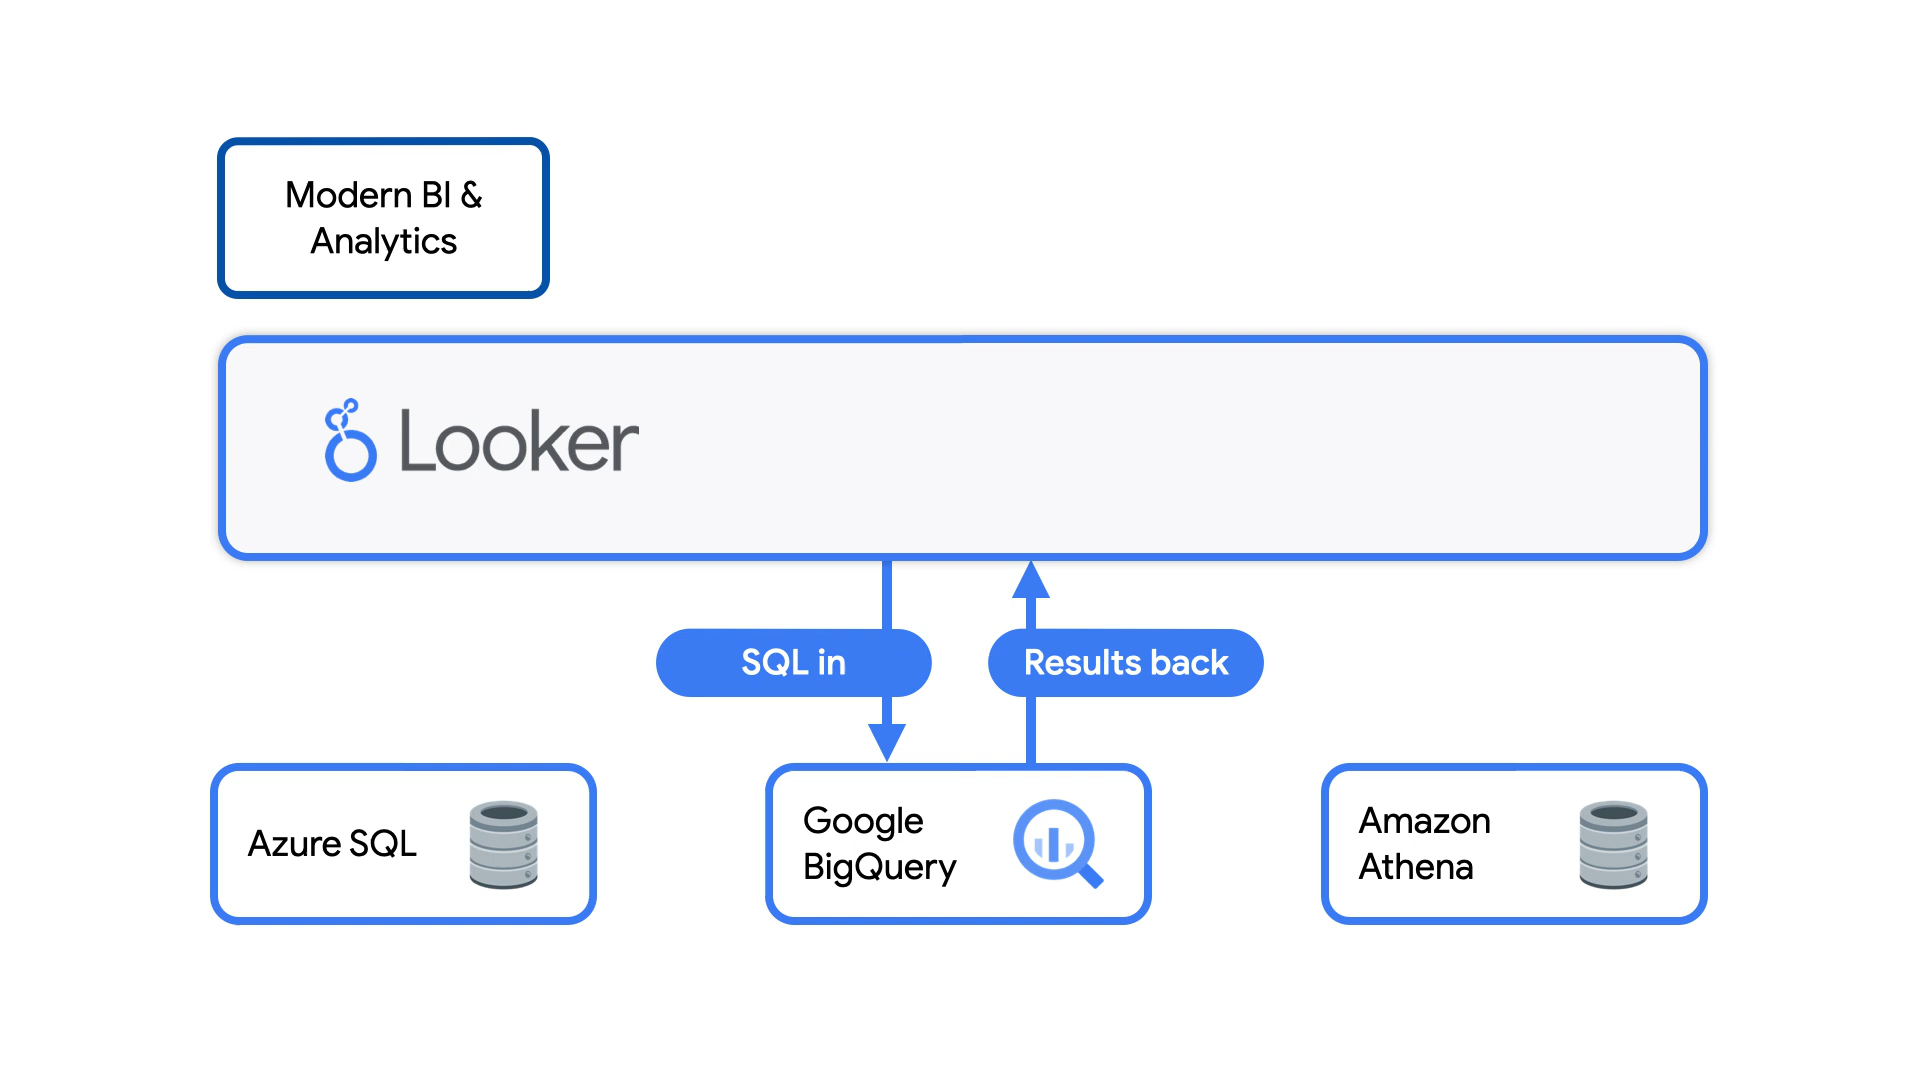 Modern BI &
Analytics
Looker
SQL in
Results back
Azure SQL
Google
BigQuery
Amazon
Athena